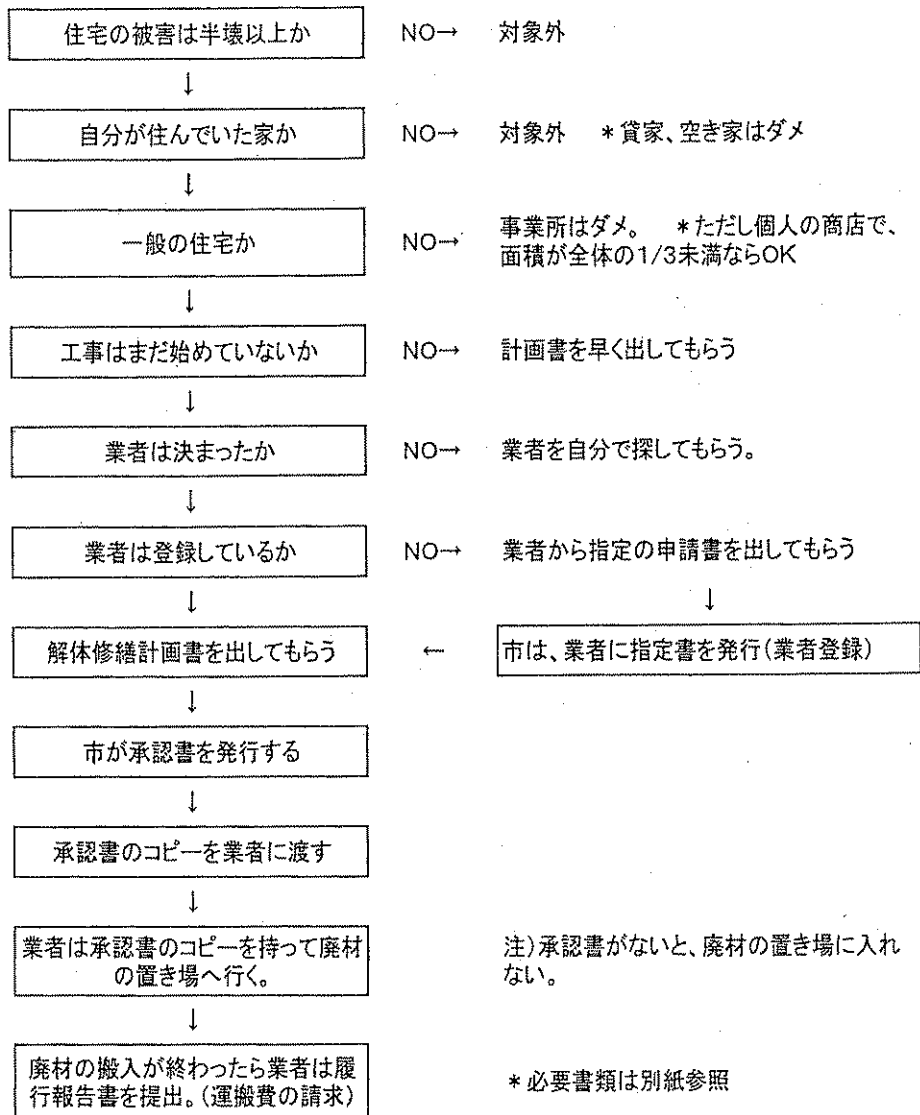 住宅の被害は半壊以上か NO→ 対象外
↓
自分が住んでいた家か NO→ 対象外 *貸家、空き家はダメ
↓
一般の住宅か NO→ 事業所はダメ。 *ただし個人の商店で、
面積が全体の1/3未満ならOK
↓
工事はまだ始めていないか NO→ 計画書を早く出してもらう
↓
業者は決まったか NO→ 業者を自分で探してもらう。
↓
業者は登録しているか NO→ 業者から指定の申請書を出してもらう
↓ ↓
解体修繕計画書を出してもらう ← 市は、業者に指定書を発行(業者登録)
↓
市が承認書を発行する
↓
承認書のコピーを業者に渡す
↓
業者は承認書のコピーを持って廃材
の置き場へ行く。
注)承認書がないと、廃材の置き場に入れ
ない。
↓
廃材の搬入が終わったら業者は履
行報告書を提出。(運搬費の請求)
*必要書類は別紙参照